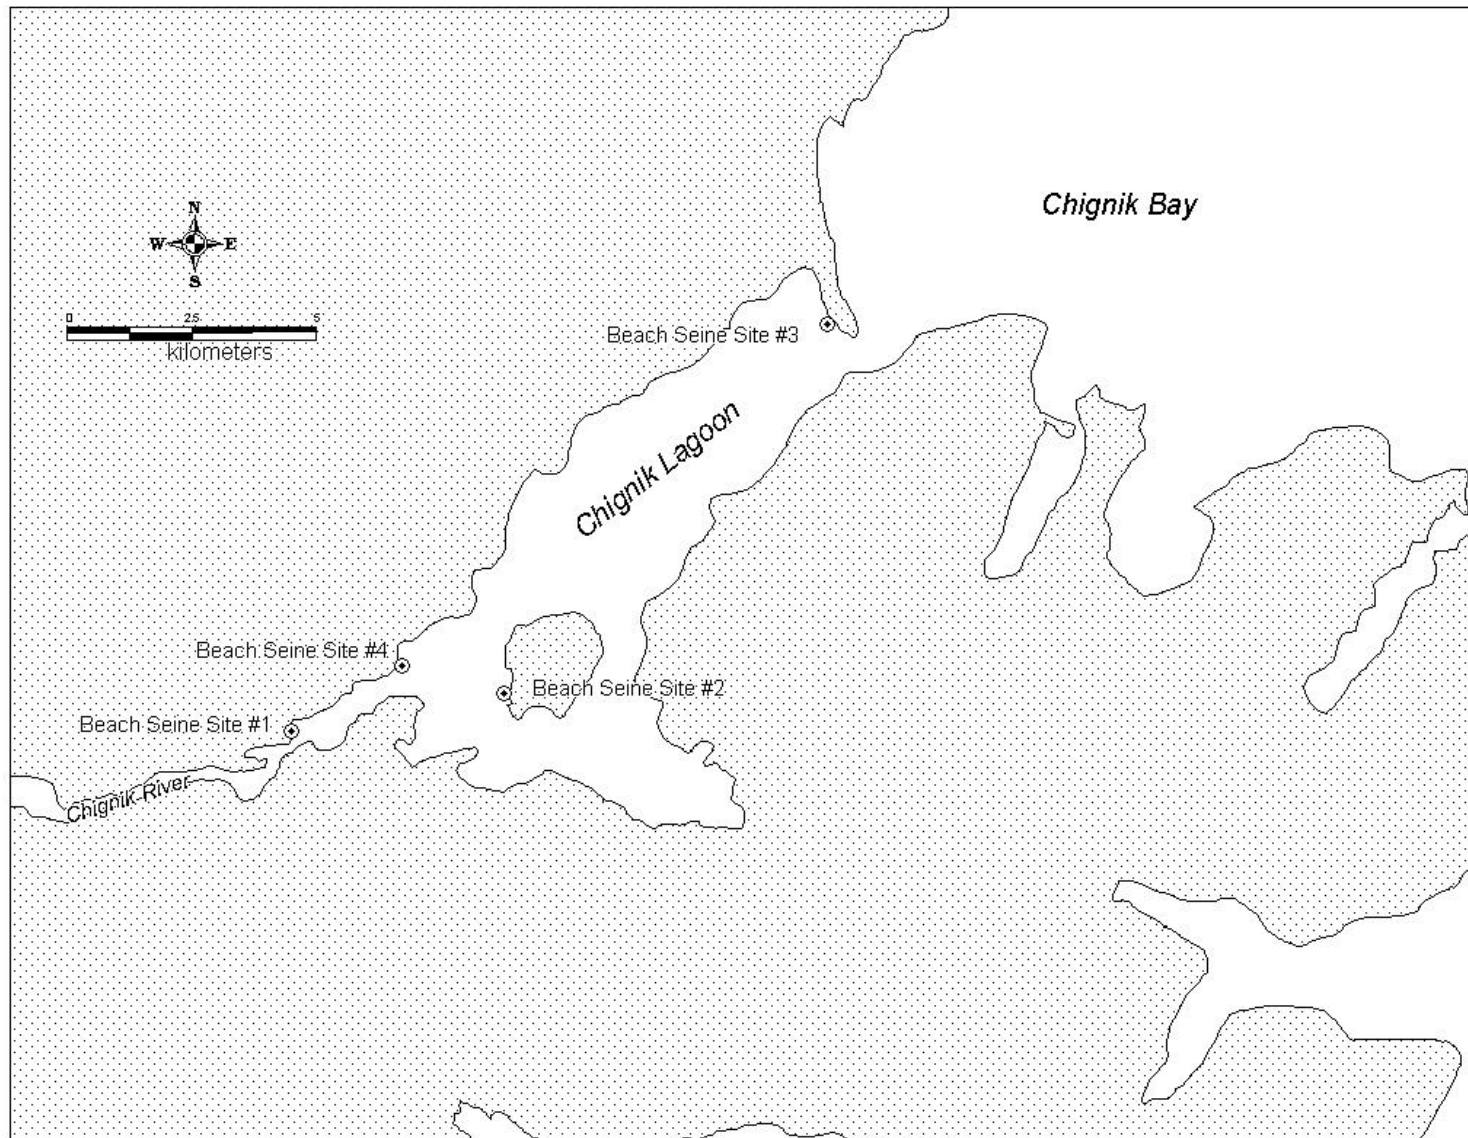 Chignik Bay
N
W E
S
0 2.5 5
kilometers
Beach Seine Site #3
Chignik Lagoon
Beach Seine Site #4
Beach Seine Site #2
Beach Seine Site #1
Chignik River